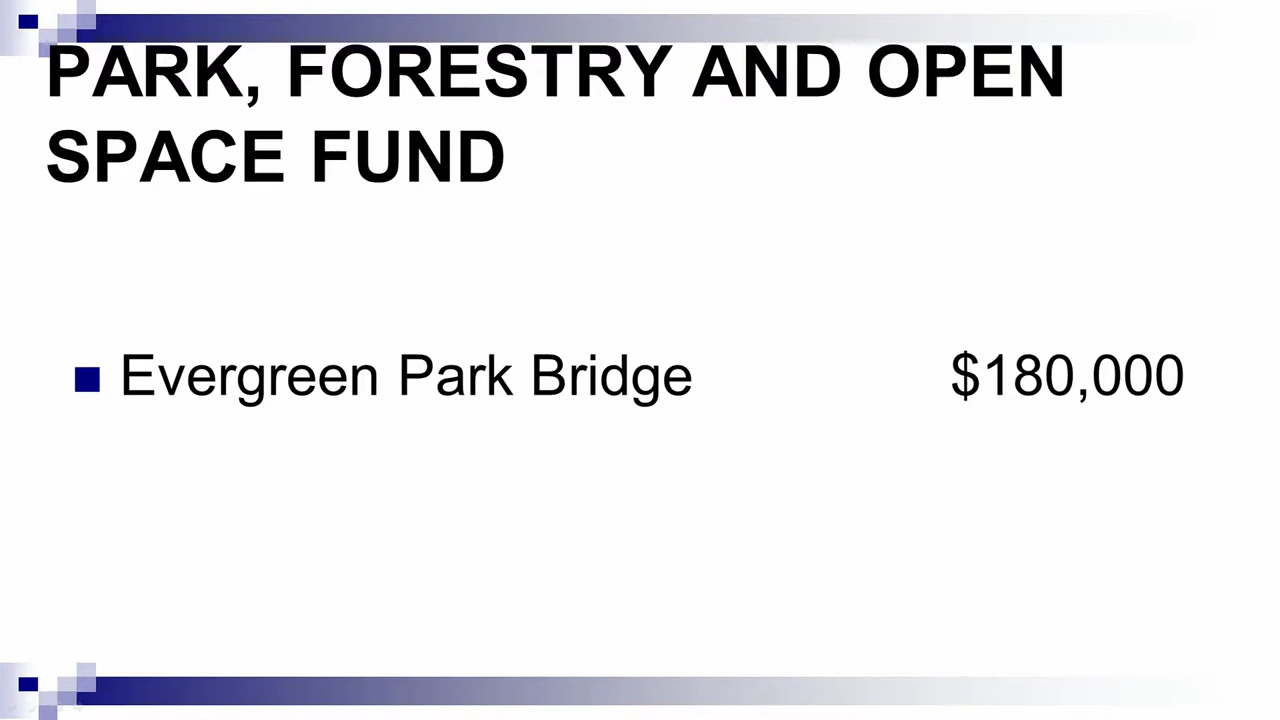 PARK, FORESTRY AND OPEN
SPACE FUND
Evergreen Park Bridge $180,000